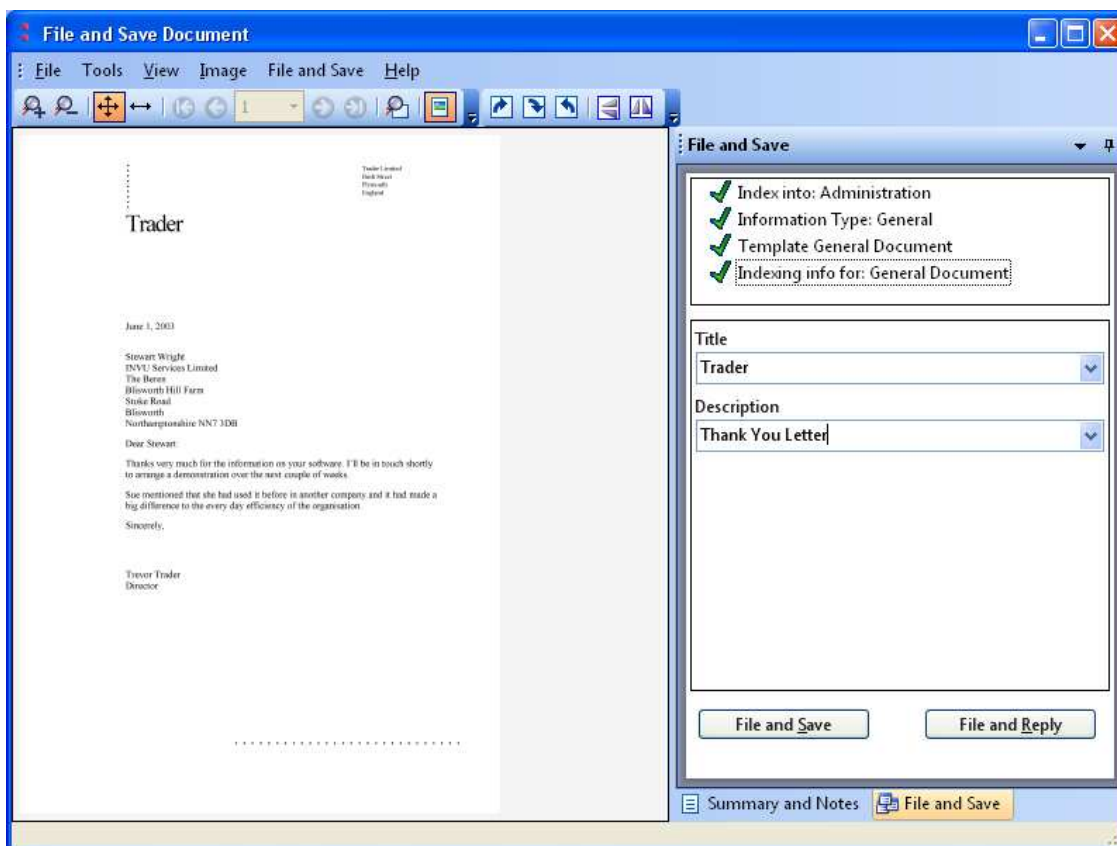 File and Save Document
File Tools View Image File and Save Help
1
Trader Limited
Plymouth
England
Trader
June 1, 2003
Stewart Wright
INVU Services Limited
The Beren
Blisworth Hill Farm
Stoke Road
Blisworth
Northamptonshire NN7 3DB
Dear Stewart:
Thanks very much for the information on your software. I'll be in touch shortly
to arrange a demonstration over the next couple of weeks.
Sue mentioned that she had used it before in another company and it had made a
big difference to the every day efficiency of the organisation.
Sincerely,
Trevor Trader
Director
File and Save
Index into: Administration
Information Type: General
Template General Document
Indexing info for: General Document
Title
Trader
Description
Thank You Letter
File and Save
File and Reply
Summary and Notes
File and Save